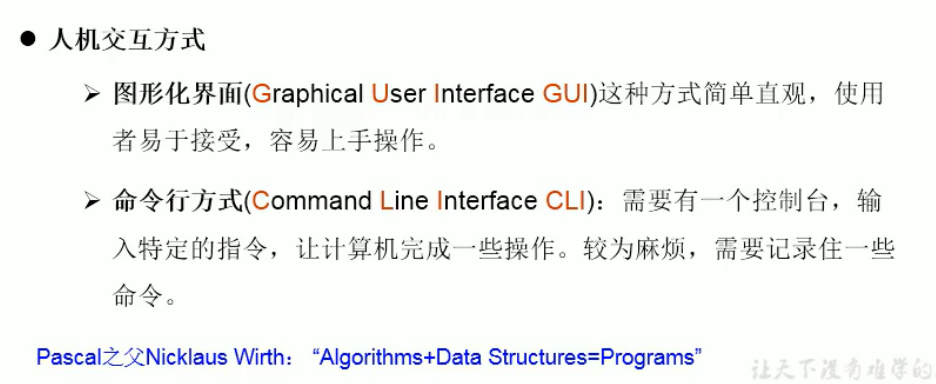 ● 人机交互方式
➢ 图形化界面(Graphical User Interface GUI)这种方式简单直观，使用
者易于接受，容易上手操作。
➢ 命令行方式(Command Line Interface CLI)：需要有一个控制台，输
入特定的指令，让计算机完成一些操作。较为麻烦，需要记录住一些
命令。
Pascal之父Nicklaus Wirth： “Algorithms+Data Structures=Programs”
让天下没有难学的